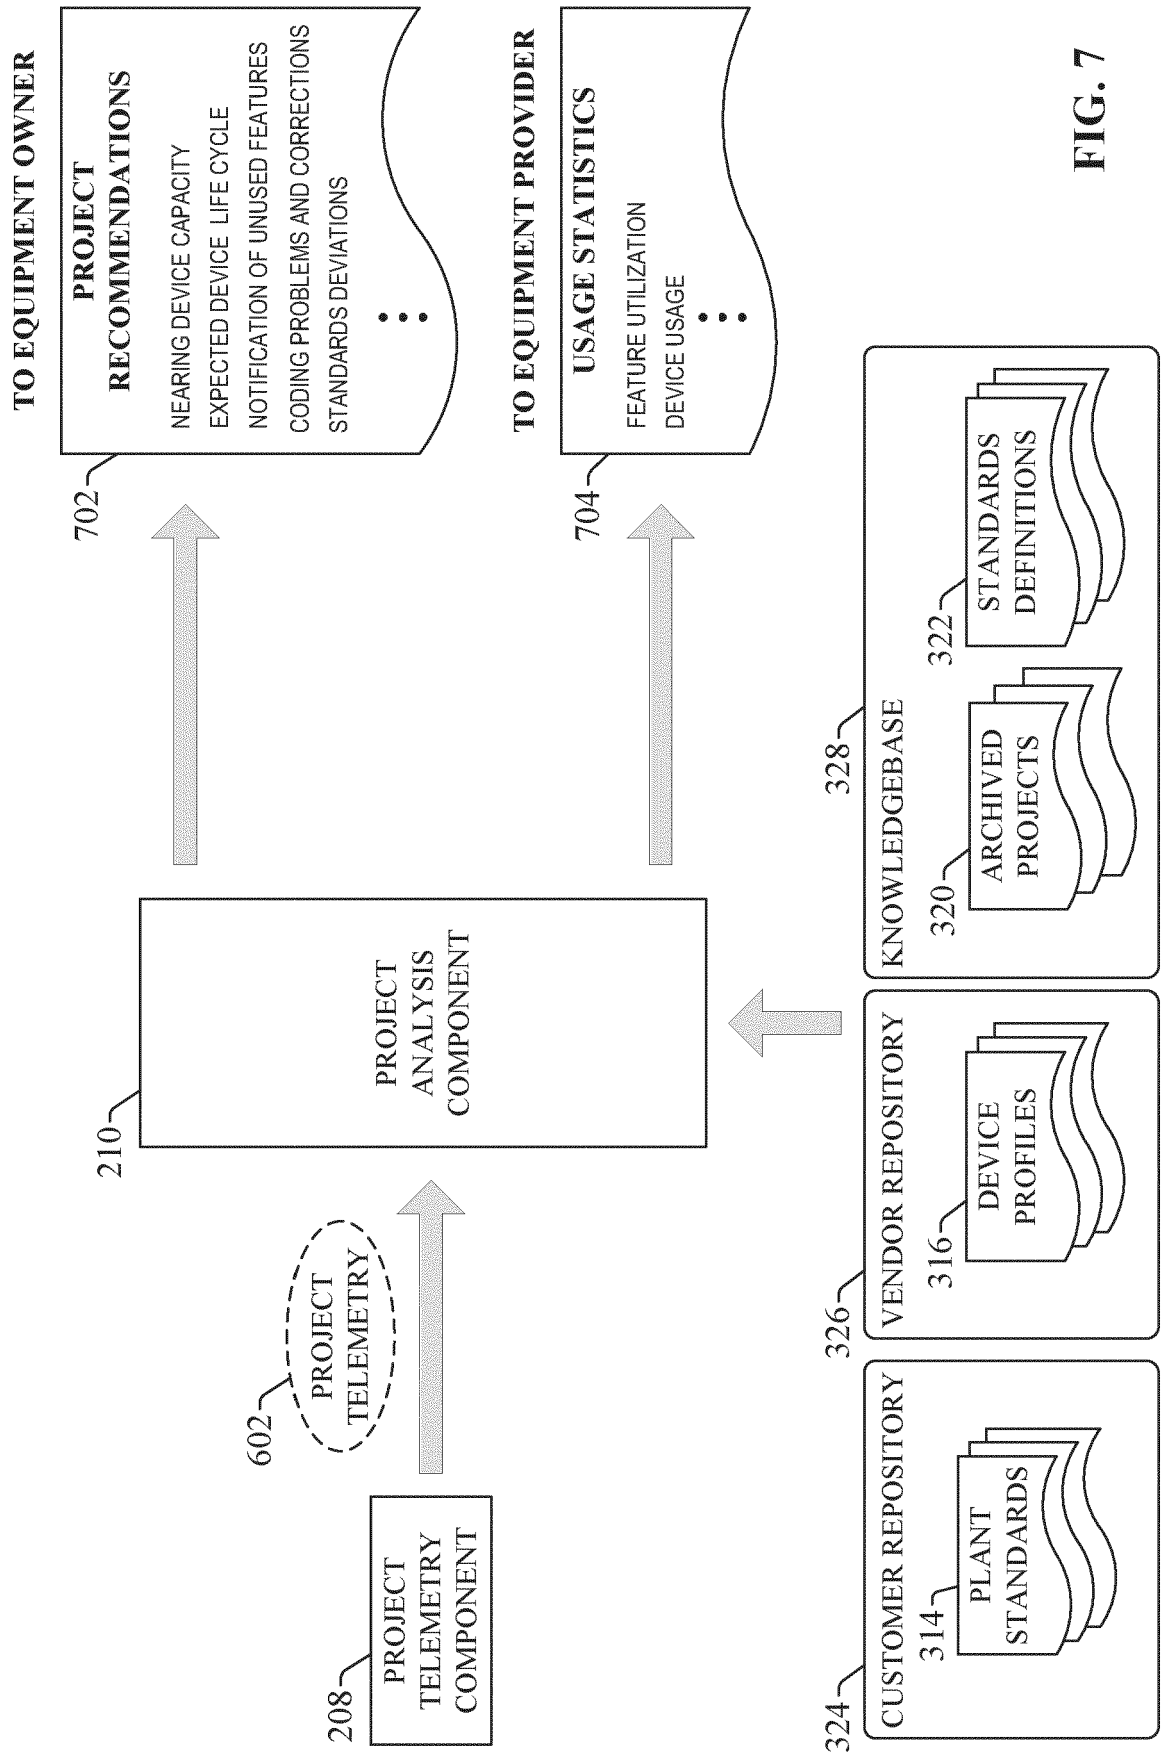 TO EQUIPMENT OWNER
702
PROJECT
RECOMMENDATIONS
NEARING DEVICE CAPACITY
EXPECTED DEVICE LIFE CYCLE
NOTIFICATION OF UNUSED FEATURES
CODING PROBLEMS AND CORRECTIONS
STANDARDS DEVIATIONS
208
PROJECT
TELEMETRY
COMPONENT
602
PROJECT
TELEMETRY
210
PROJECT
ANALYSIS
COMPONENT
TO EQUIPMENT PROVIDER
704
USAGE STATISTICS
FEATURE UTILIZATION
DEVICE USAGE
324
CUSTOMER REPOSITORY
314
PLANT
STANDARDS
326
VENDOR REPOSITORY
316
DEVICE
PROFILES
328
KNOWLEDGEBASE
320
ARCHIVED
PROJECTS
322
STANDARDS
DEFINITIONS
FIG. 7